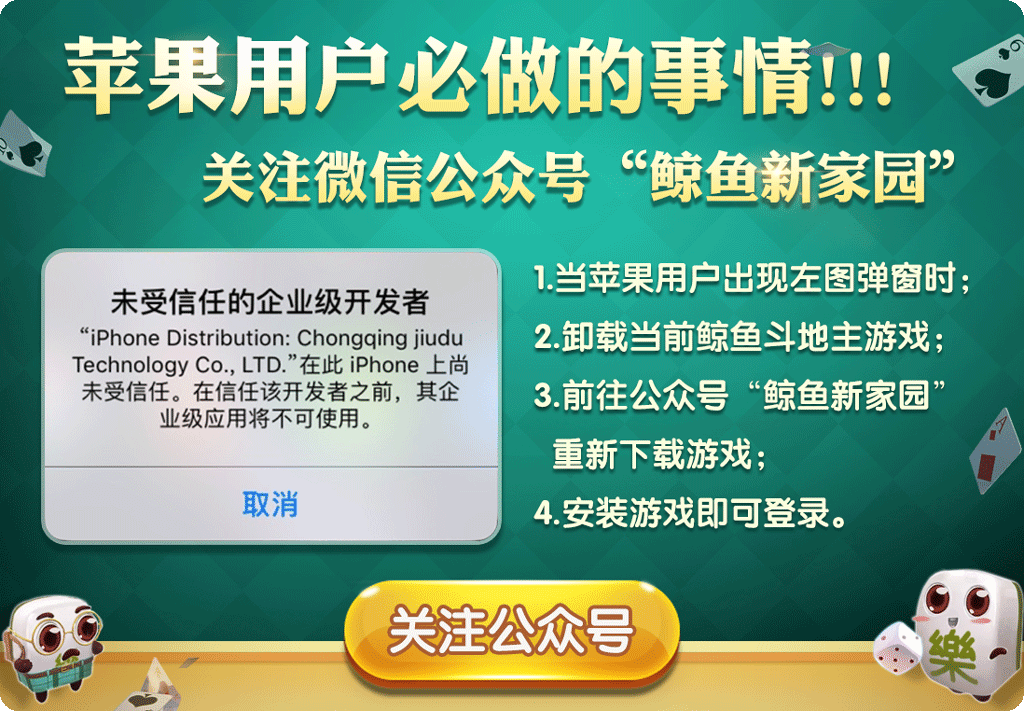 苹果用户必做的事情!!!
关注微信公众号“鲸鱼新家园”
未受信任的企业级开发者
“iPhone Distribution: Chongqing jiudu
Technology Co., LTD.”在此 iPhone 上尚
未受信任。在信任该开发者之前，其企
业级应用将不可使用。
取消
1.当苹果用户出现左图弹窗时；
2.卸载当前鲸鱼斗地主游戏；
3.前往公众号“鲸鱼新家园”
重新下载游戏；
4.安装游戏即可登录。
关注公众号
樂
A